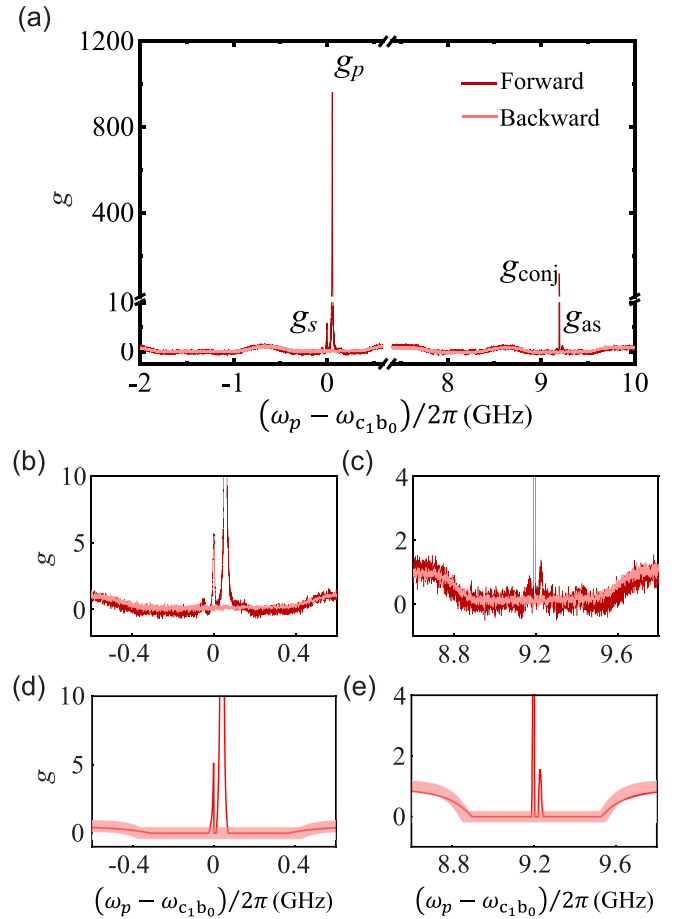 (a)
1200
g_p
Forward
Backward
800
g
400
g_conj
10
g_s
g_as
0
-2 -1 0 1 8 9 10
(ω_p − ω_c₁b₀)/2π (GHz)
(b) (c)
10 4
g
5 2
0 0
-0.4 0 0.4 8.8 9.2 9.6
(d) (e)
10 4
g
5 2
0 0
-0.4 0 0.4 8.8 9.2 9.6
(ω_p − ω_c₁b₀)/2π (GHz) (ω_p − ω_c₁b₀)/2π (GHz)